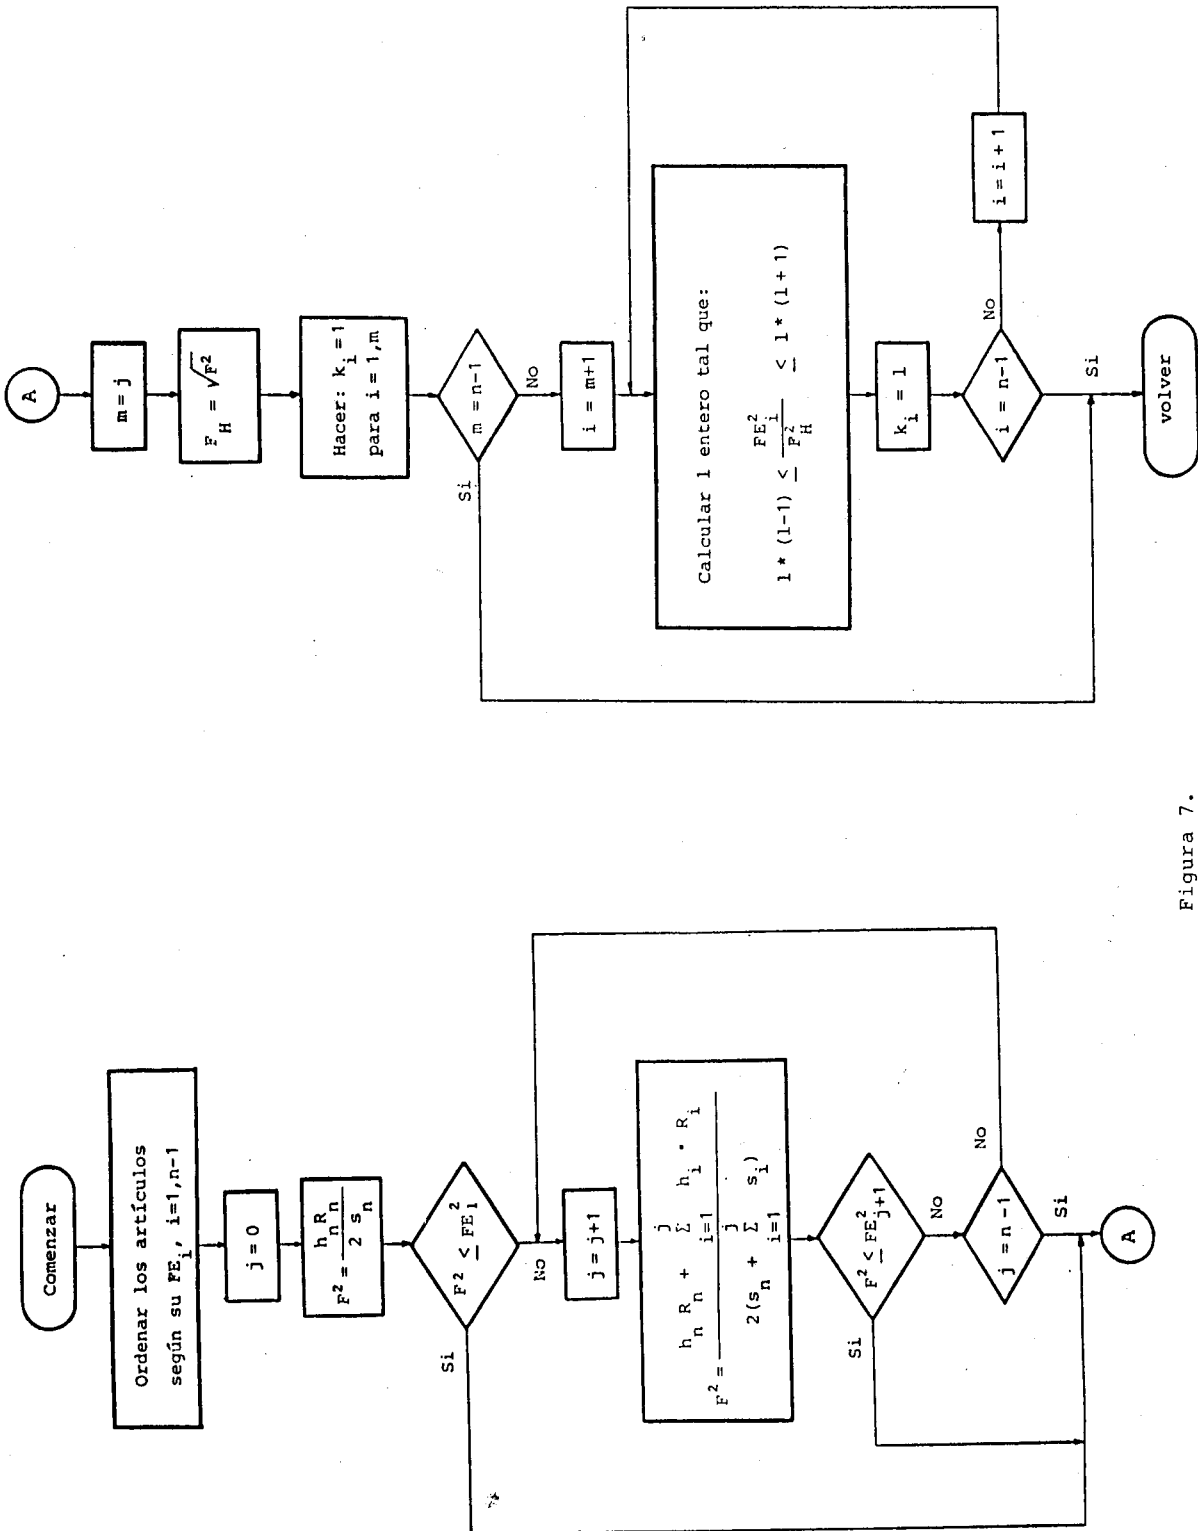 Comenzar
Ordenar los artículos
según su FE_i, i=1,n-1
j = 0
F² = h_n R_n / 2 s_n
F² ≤ FE_1²
Si
No
j = j+1
F² = (h_n R_n + Σ_{i=1}^{j} h_i · R_i) / 2(s_n + Σ_{i=1}^{j} s_i)
F² ≤ FE²_{j+1}
Si
No
j = n-1
No
Si
A
A
m = j
F_H = √F²
Hacer: k_i = 1
para i = 1,m
m = n-1
Si
No
i = m+1
Calcular l entero tal que:
l * (l-1) ≤ FE_i² / F_H² ≤ l * (l+1)
k_i = l
i = n-1
No
i = i + 1
Si
volver
Figura 7.